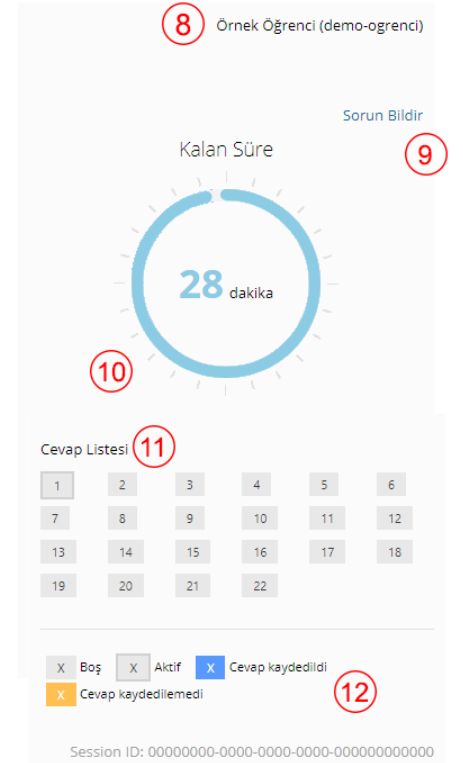 8 Örnek Öğrenci (demo-ogrenci)
Sorun Bildir
9
Kalan Süre
28 dakika
10
Cevap Listesi 11
1 2 3 4 5 6
7 8 9 10 11 12
13 14 15 16 17 18
19 20 21 22
X Boş X Aktif X Cevap kaydedildi
X Cevap kaydedilemedi
12
Session ID: 00000000-0000-0000-0000-000000000000